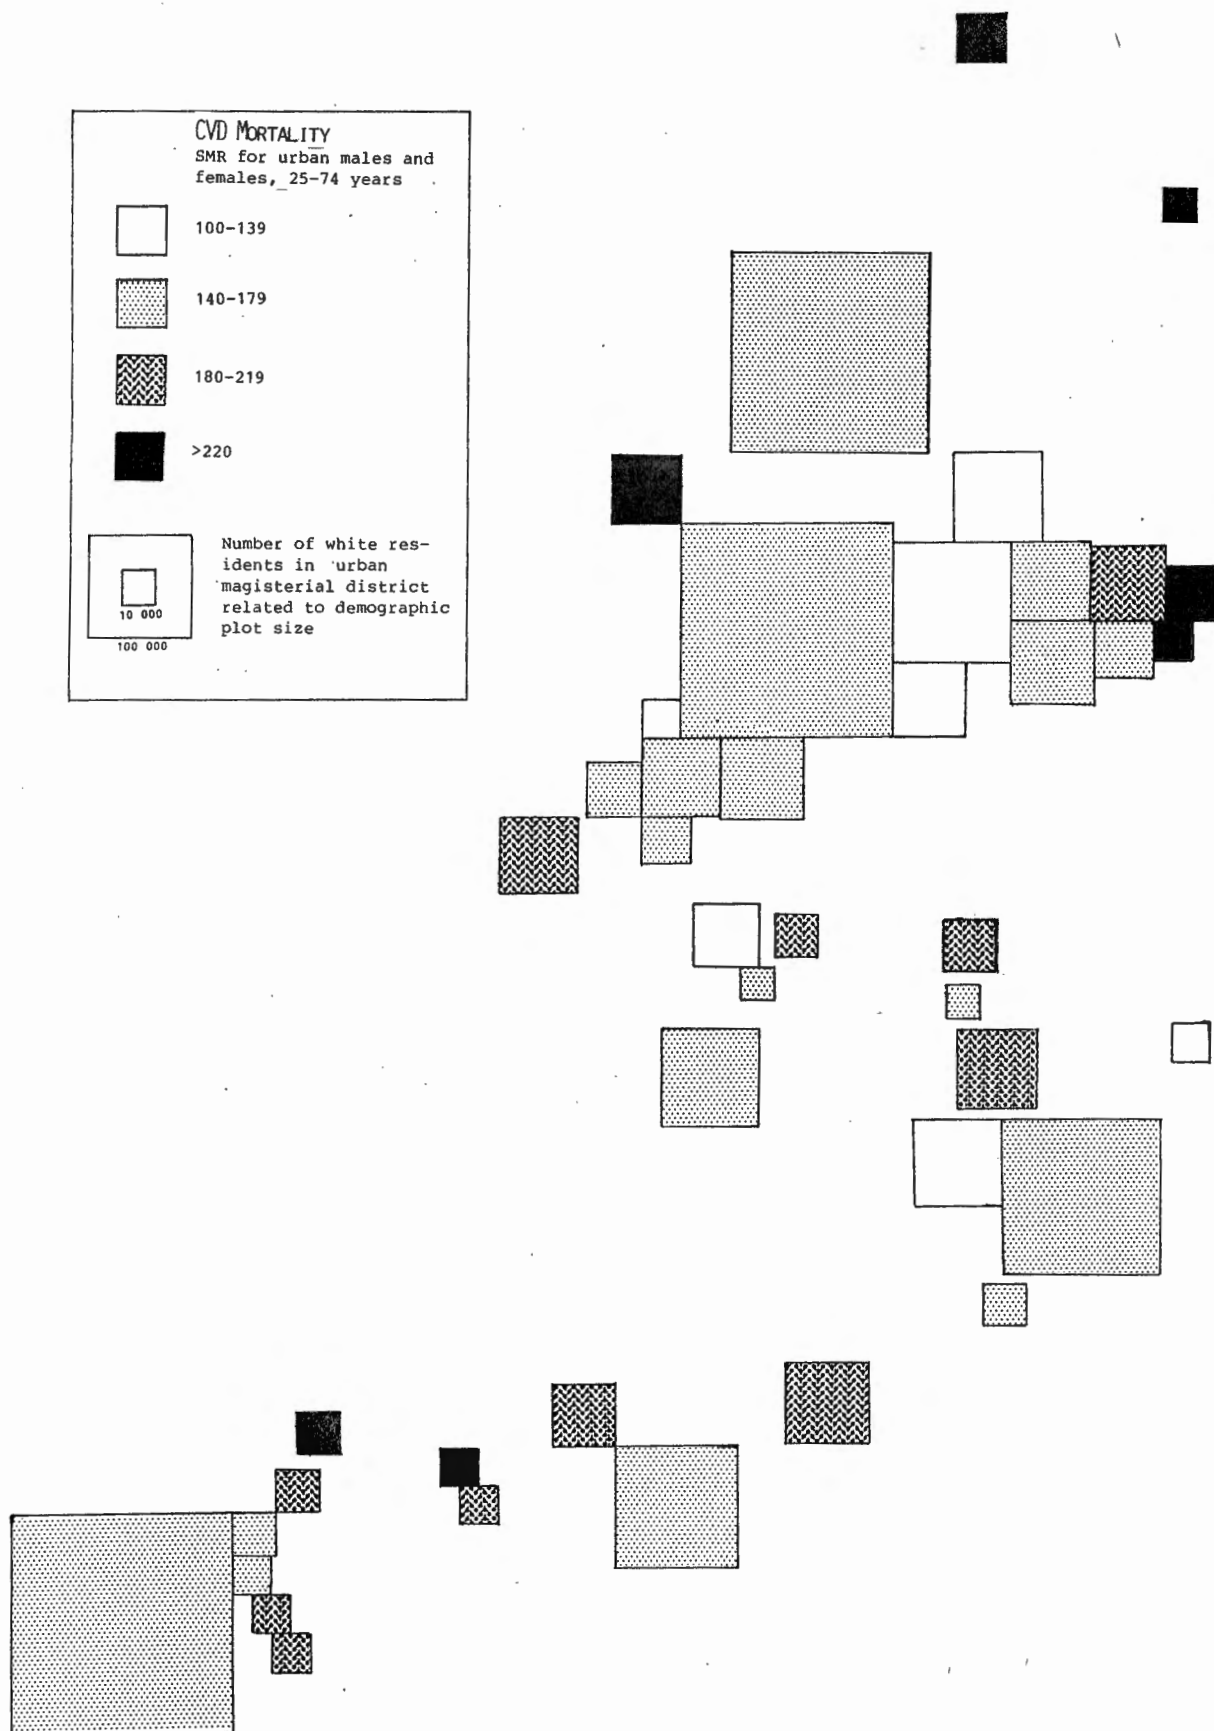 CVD MORTALITY
SMR for urban males and
females, 25-74 years
100-139
140-179
180-219
>220
Number of white res-
idents in urban
magisterial district
related to demographic
plot size
10 000
100 000